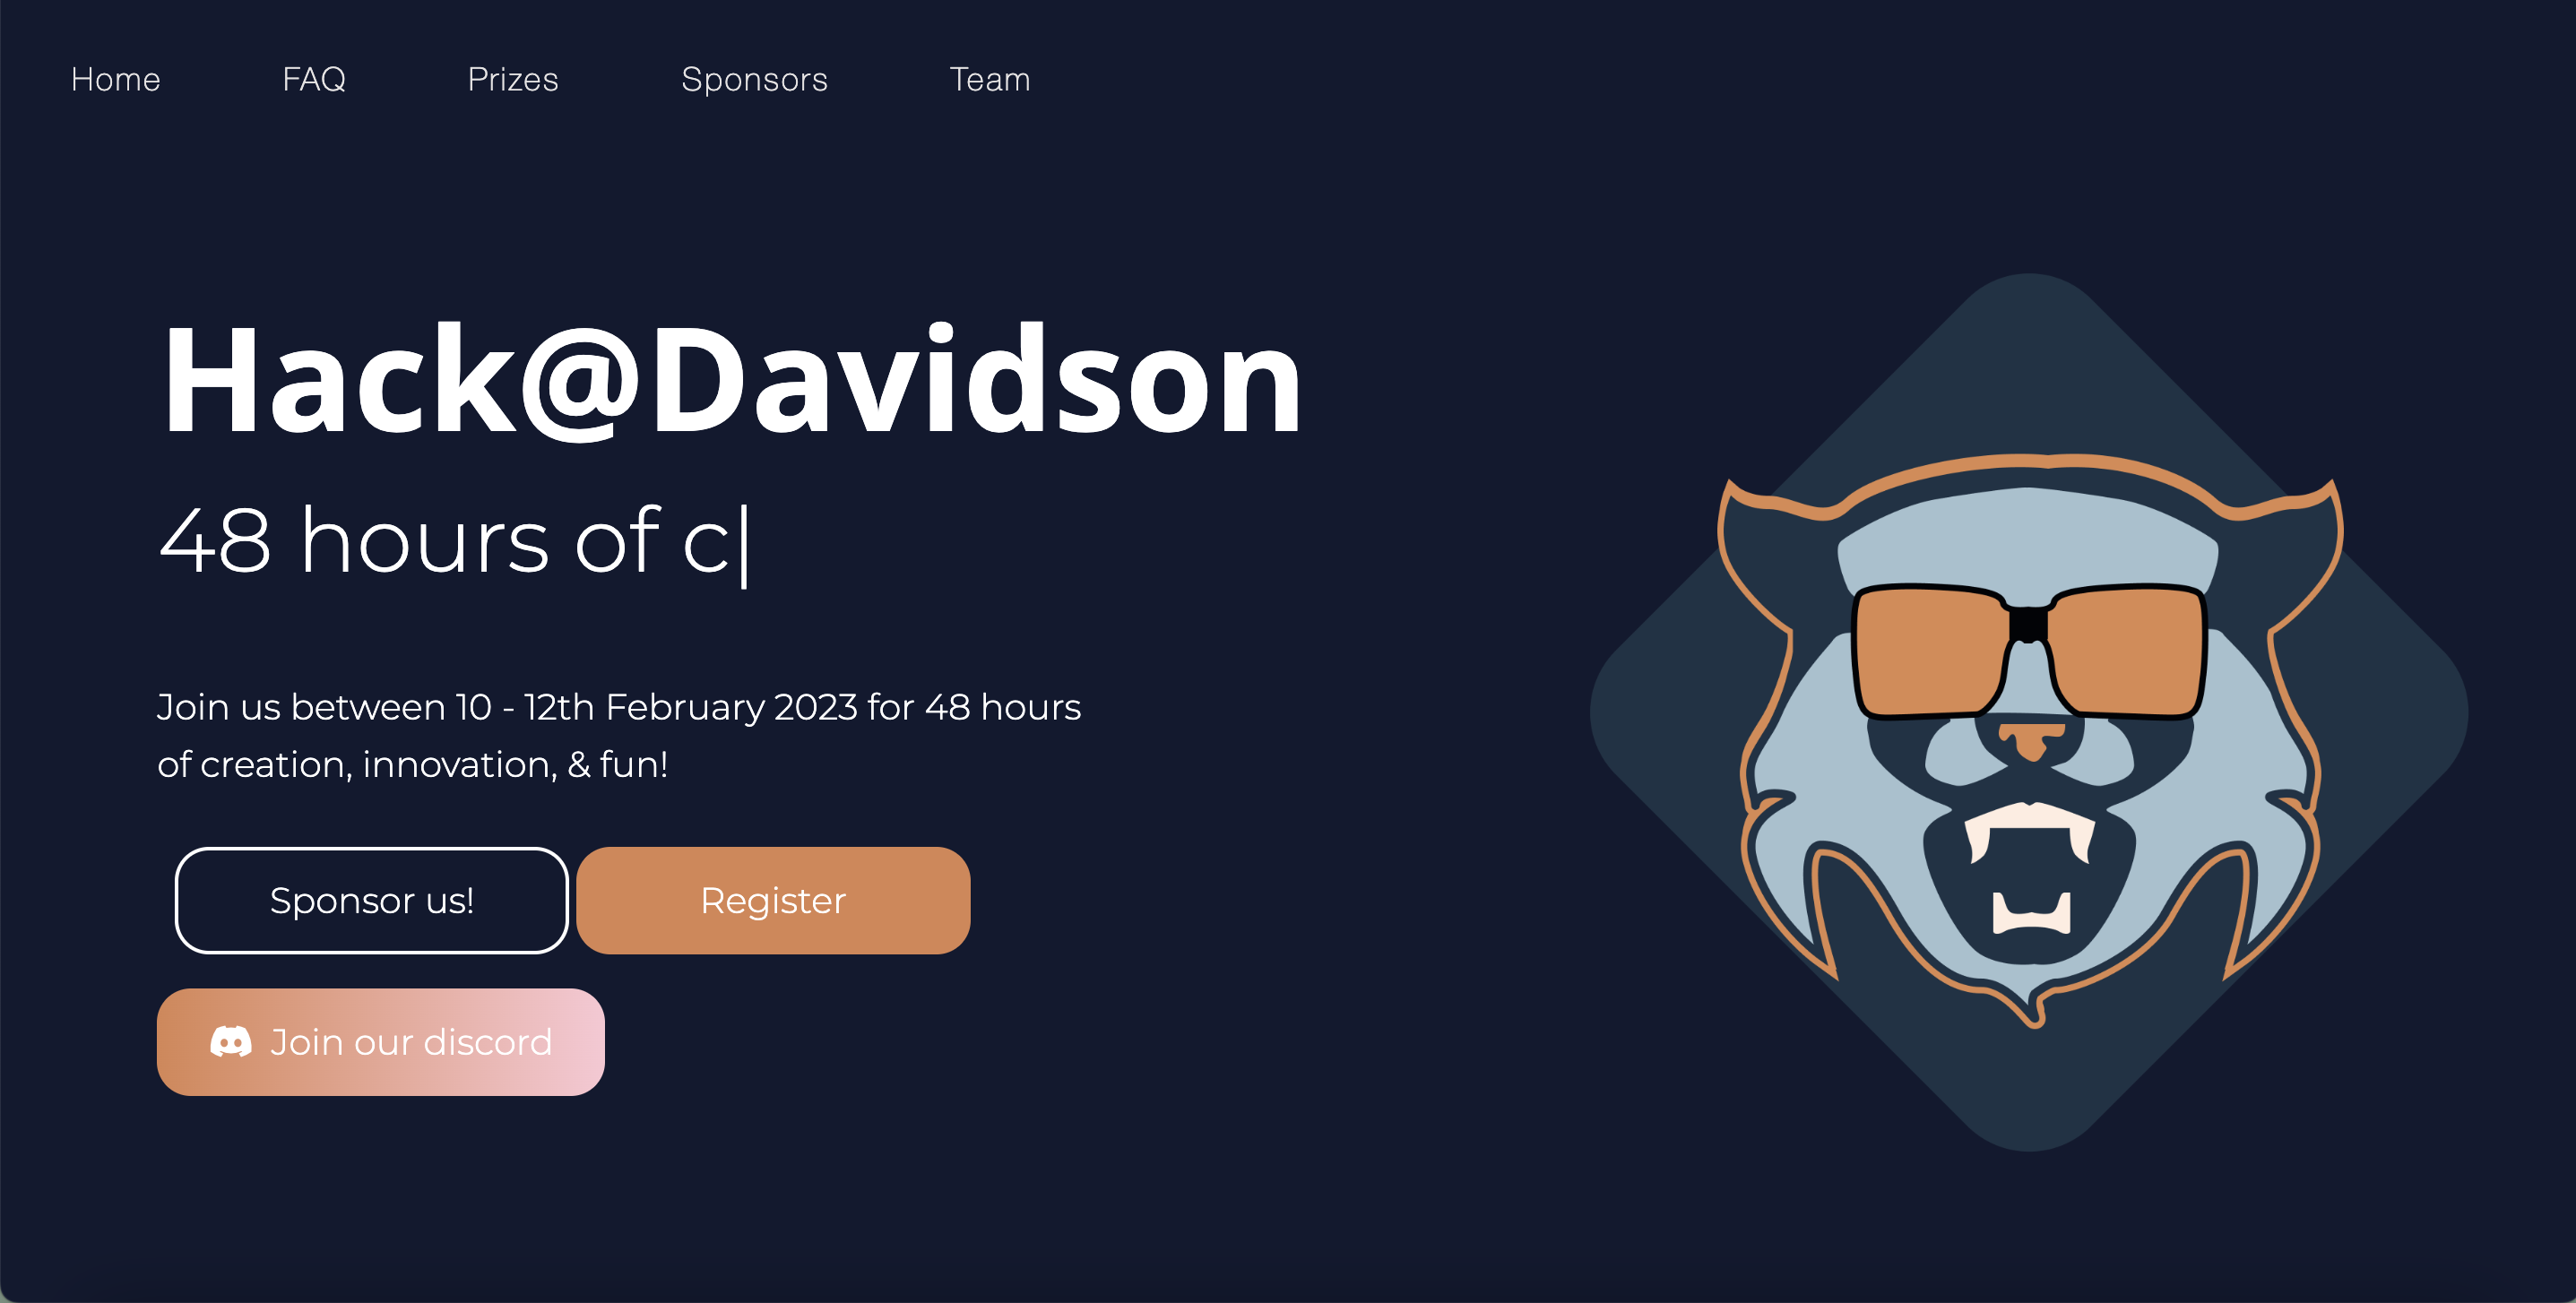 Home FAQ Prizes Sponsors Team
Hack@Davidson
48 hours of c|
Join us between 10 - 12th February 2023 for 48 hours
of creation, innovation, & fun!
Sponsor us! Register
Join our discord